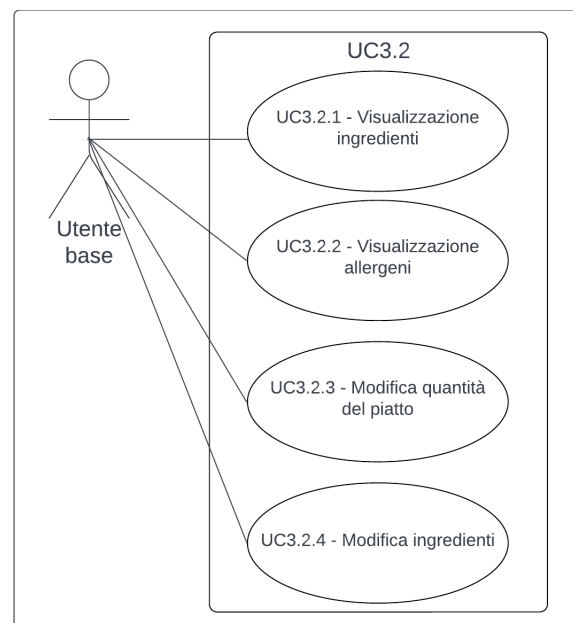 UC3.2
UC3.2.1 - Visualizzazione
ingredienti
Utente
base
UC3.2.2 - Visualizzazione
allergeni
UC3.2.3 - Modifica quantità
del piatto
UC3.2.4 - Modifica ingredienti